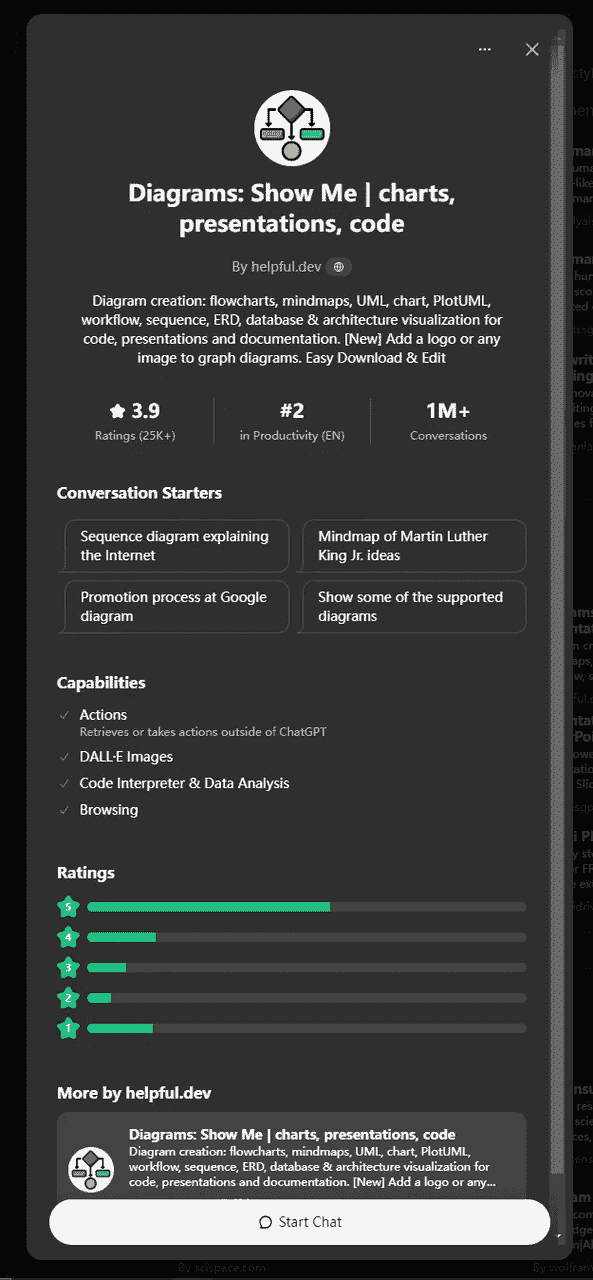 Diagrams: Show Me | charts,
presentations, code
By helpful.dev
Diagram creation: flowcharts, mindmaps, UML, chart, PlotUML,
workflow, sequence, ERD, database & architecture visualization for
code, presentations and documentation. [New] Add a logo or any
image to graph diagrams. Easy Download & Edit
3.9
Ratings (25K+)
#2
in Productivity (EN)
1M+
Conversations
Conversation Starters
Sequence diagram explaining
the Internet
Mindmap of Martin Luther
King Jr. ideas
Promotion process at Google
diagram
Show some of the supported
diagrams
Capabilities
Actions
Retrieves or takes actions outside of ChatGPT
DALL·E Images
Code Interpreter & Data Analysis
Browsing
Ratings
5
4
3
2
1
More by helpful.dev
Diagrams: Show Me | charts, presentations, code
Diagram creation: flowcharts, mindmaps, UML, chart, PlotUML,
workflow, sequence, ERD, database & architecture visualization for
code, presentations and documentation. [New] Add a logo or any...
Start Chat
By scispace.com
By wolfram